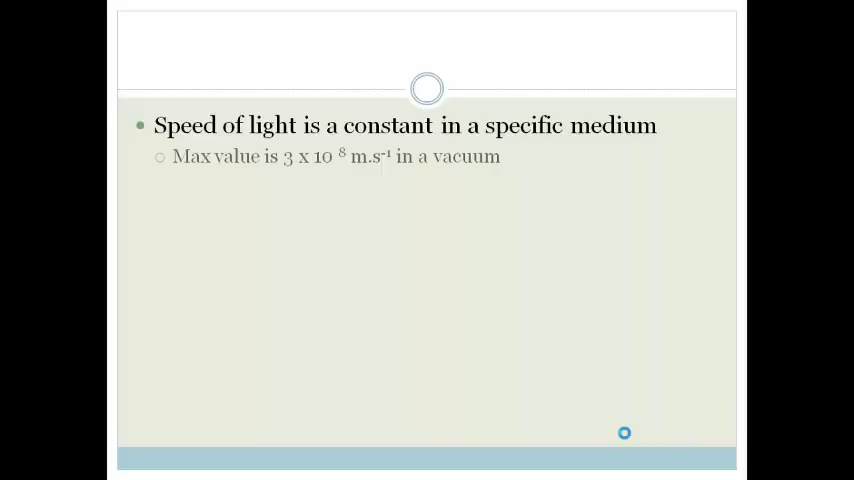 Speed of light is a constant in a specific medium
Max value is 3 x 10 ⁸ m.s⁻¹ in a vacuum